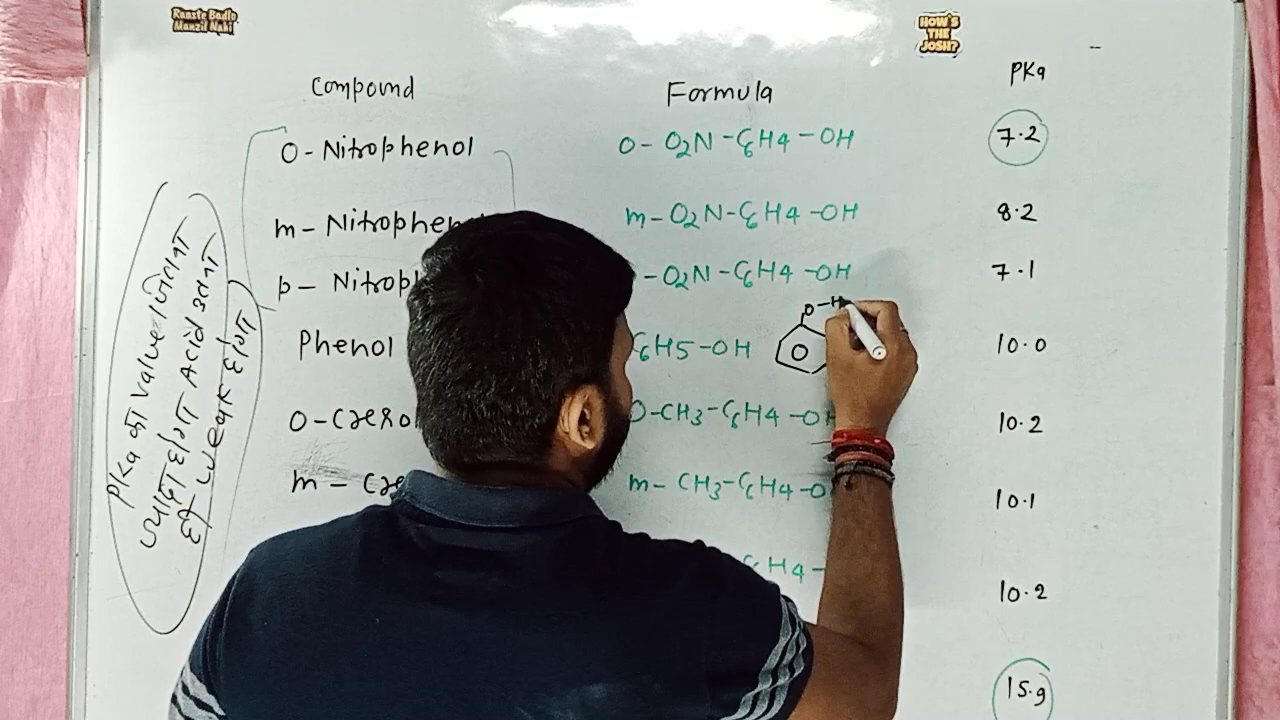 Raaste Badlo
Manzil Nahi
HOW'S
THE
JOSH?
Compound Formula PKa
O-Nitrophenol O-O2N-C6H4-OH 7.2
m-Nitrophen m-O2N-C6H4-OH 8.2
p-Nitrop -O2N-C6H4-OH 7.1
O-H
Phenol C6H5-OH 10.0
O-Creso O-CH3-C6H4-OH 10.2
m-Cre m-CH3-C6H4-O 10.1
C6H4- 10.2
15.9
PKa का value जितना
ज्यादा होगा Acid उतना
ही weak होगा